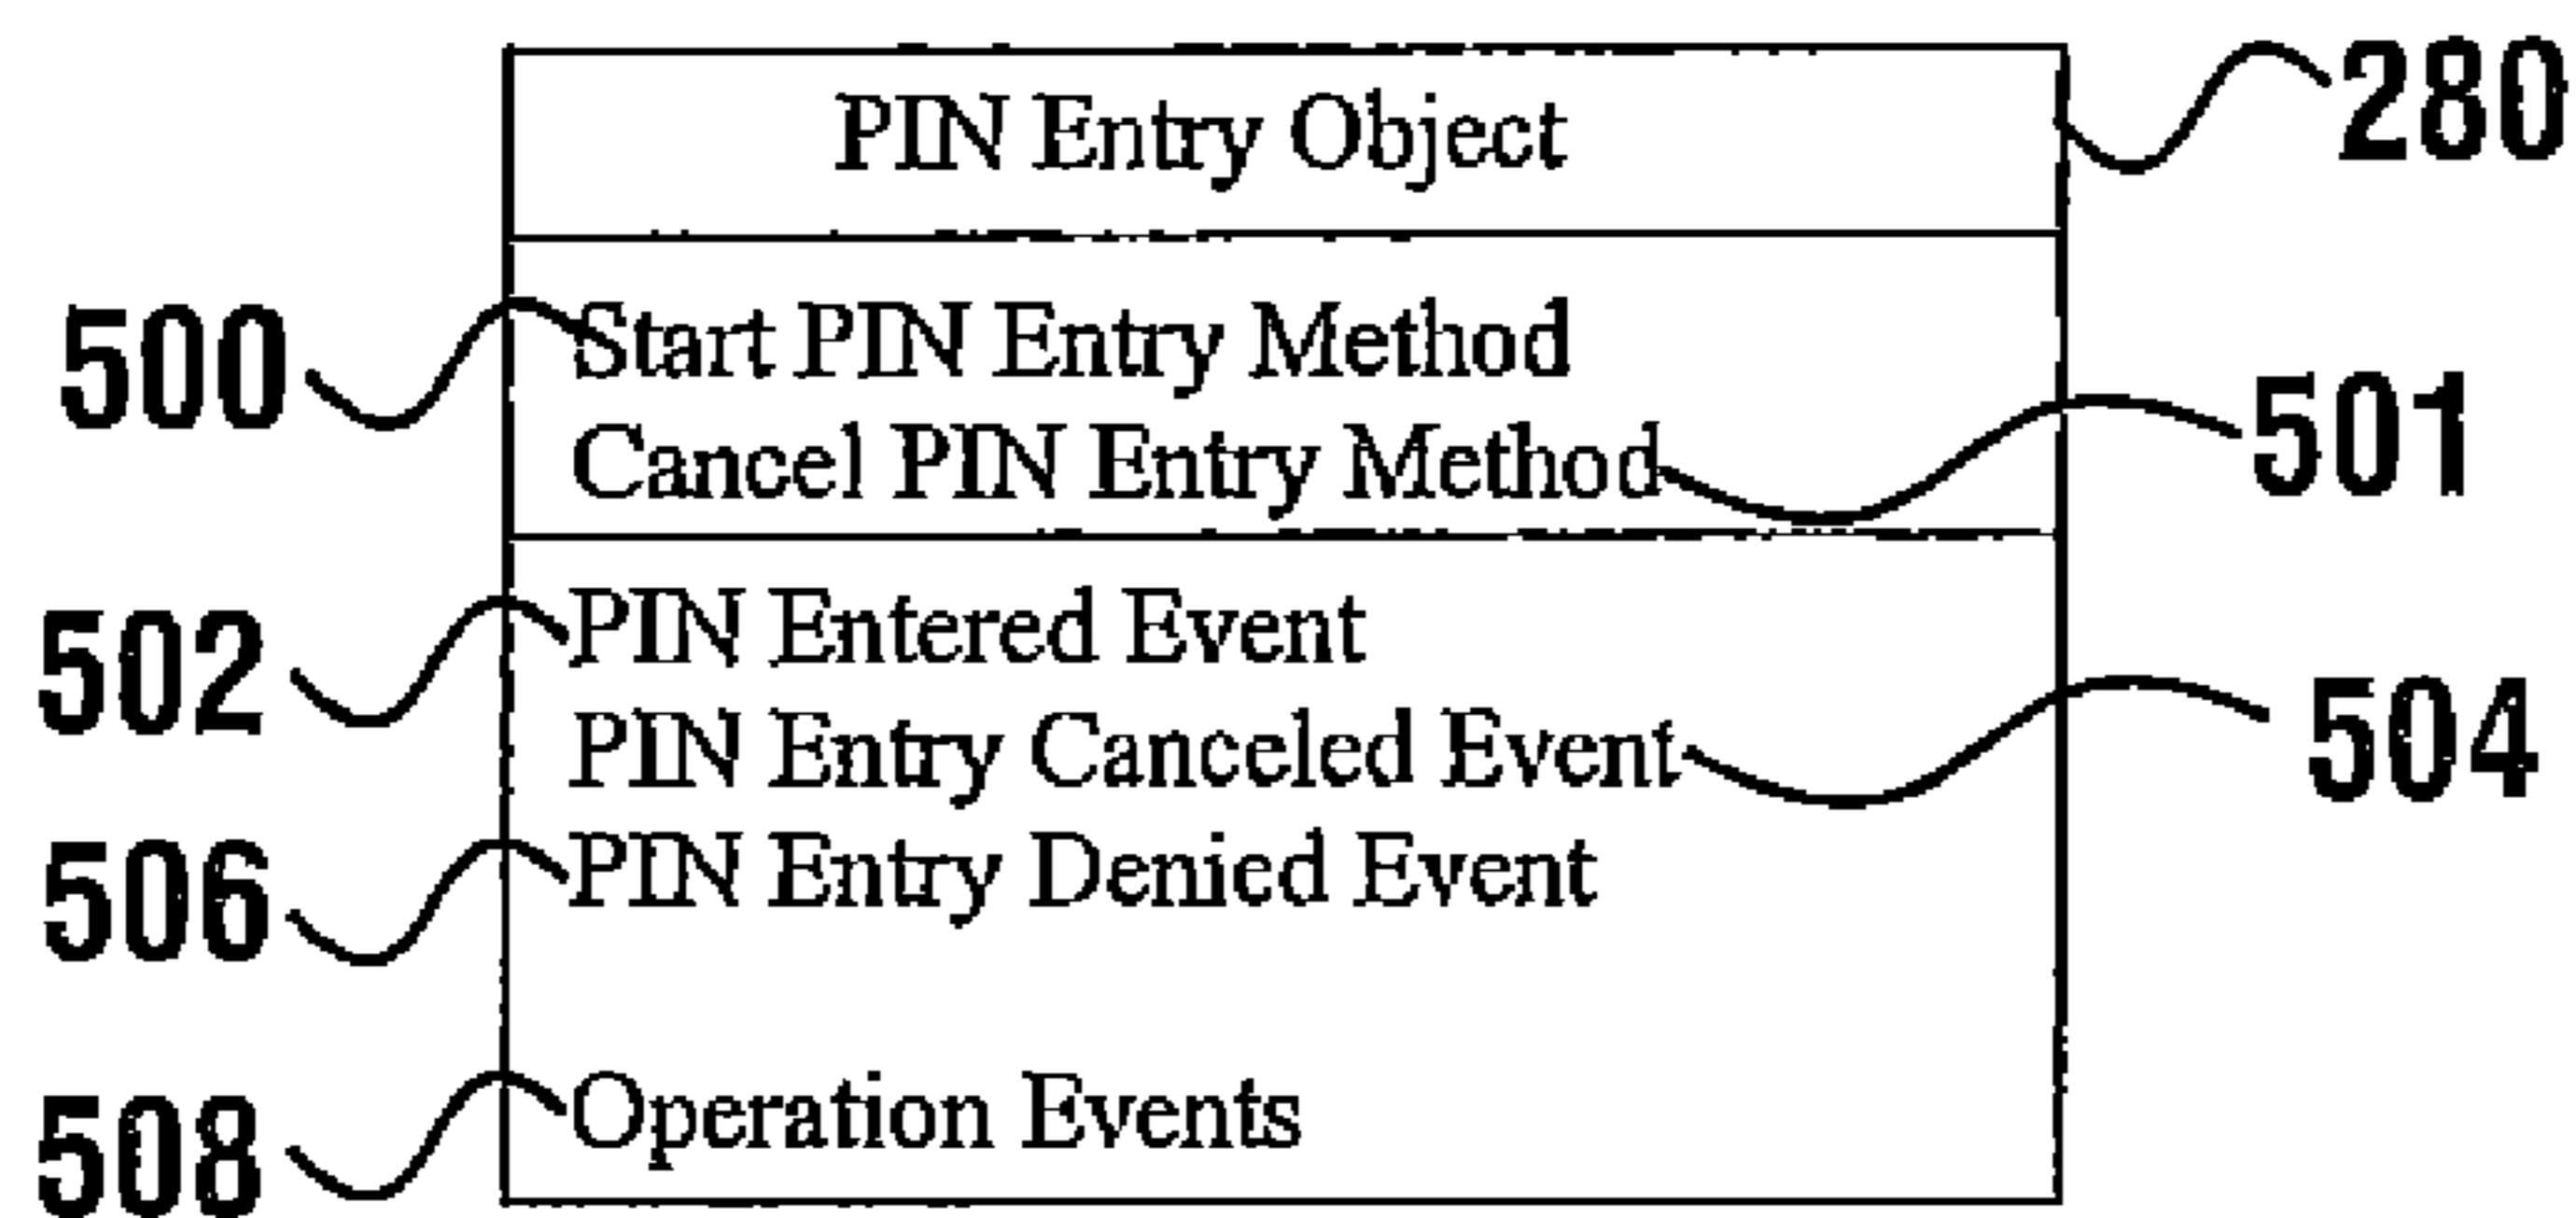 PIN Entry Object 280
500 Start PIN Entry Method
Cancel PIN Entry Method 501
502 PIN Entered Event
PIN Entry Canceled Event 504
506 PIN Entry Denied Event
508 Operation Events